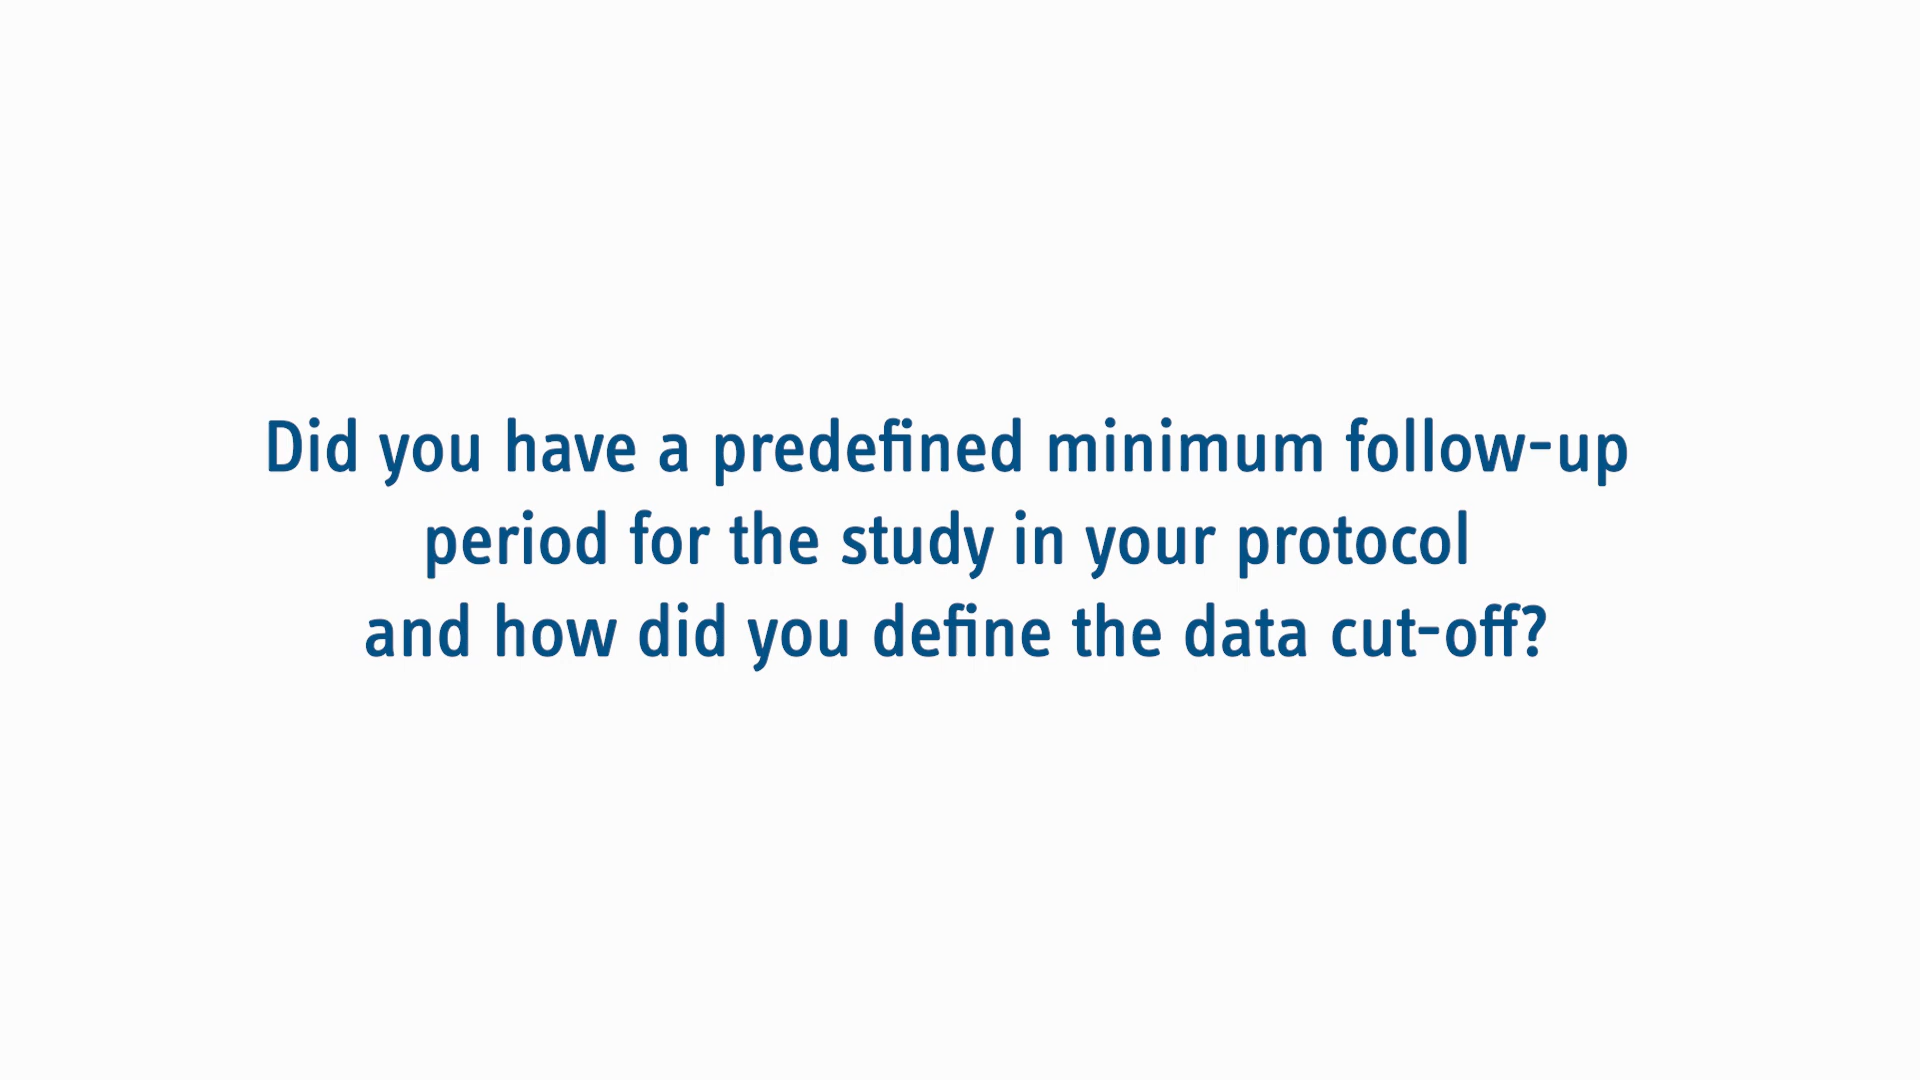 Did you have a predefined minimum follow-up
period for the study in your protocol
and how did you define the data cut-off?